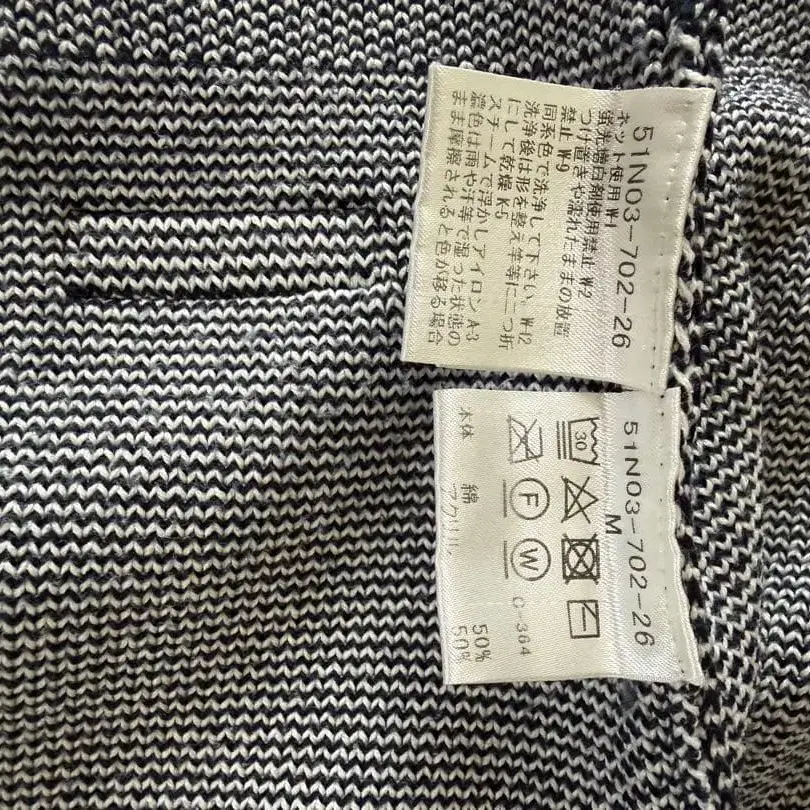 51N03-702-26
ネット使用 W-1
蛍光増白剤使用禁止 W-2
つけ置きや濡れたままの放置
禁止 W-9
同系色で洗浄して下さい W-12
洗浄後は形を整え竿等に二つ折
にして乾燥 K-5
スチームで浮かしアイロン A-3
濃色は雨や汗等で湿った状態の
まま摩擦されると色が移る場合
51N03-702-26
M
30
F
W
C-364
本体
綿 50%
アクリル 50%